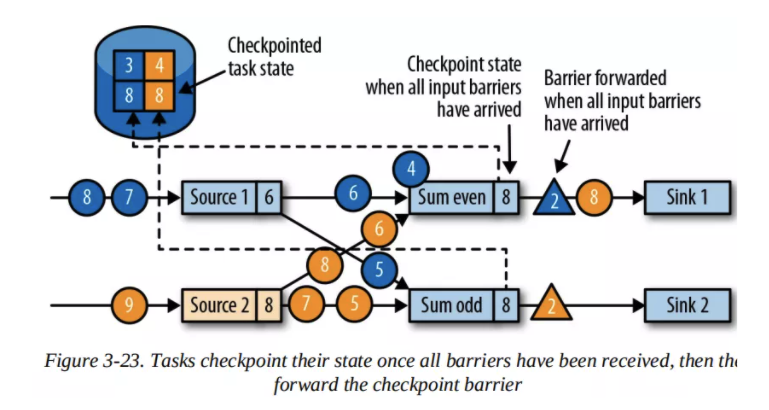 Checkpointed
task state
3 4
8 8
Checkpoint state
when all input barriers
have arrived
Barrier forwarded
when all input barriers
have arrived
4
8 7 Source 1 6 6 Sum even 8 2 8 Sink 1
6
8 5
9 Source 2 8 7 5 Sum odd 8 2 Sink 2
Figure 3-23. Tasks checkpoint their state once all barriers have been received, then the
forward the checkpoint barrier